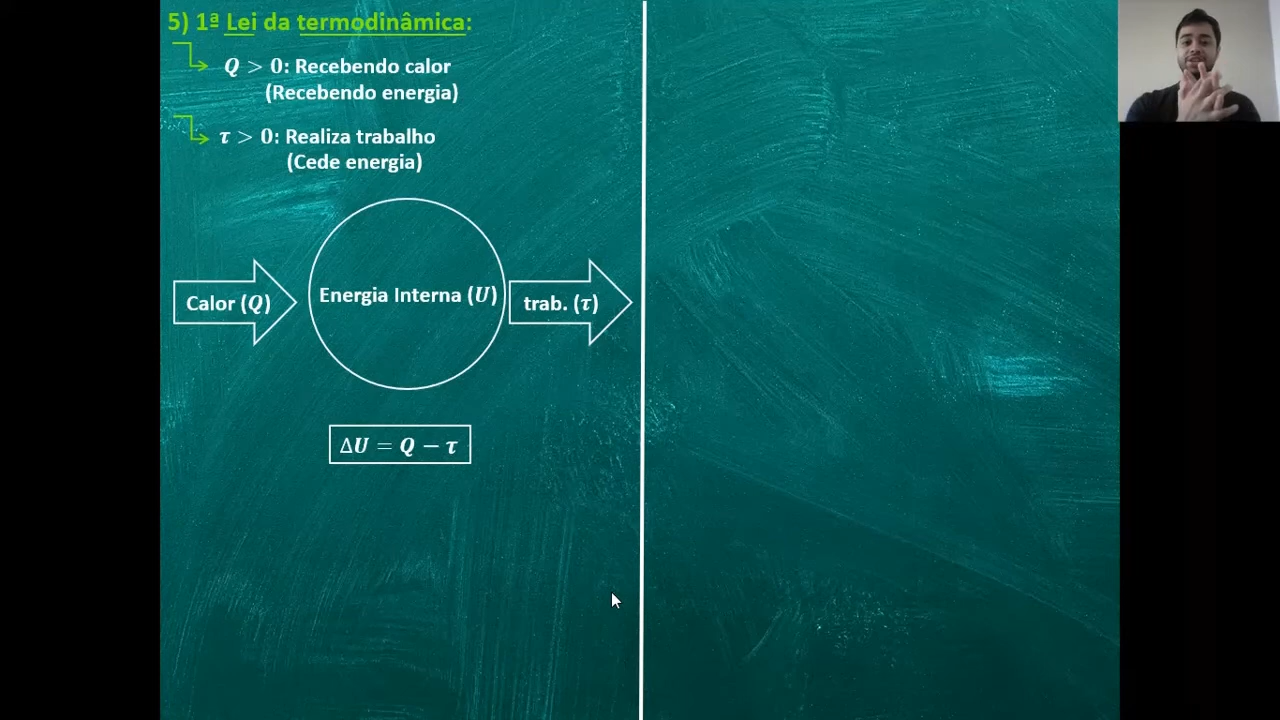 5) 1ª Lei da termodinâmica:
Q > 0: Recebendo calor
(Recebendo energia)
τ > 0: Realiza trabalho
(Cede energia)
Calor (Q)
Energia Interna (U)
trab. (τ)
ΔU = Q − τ